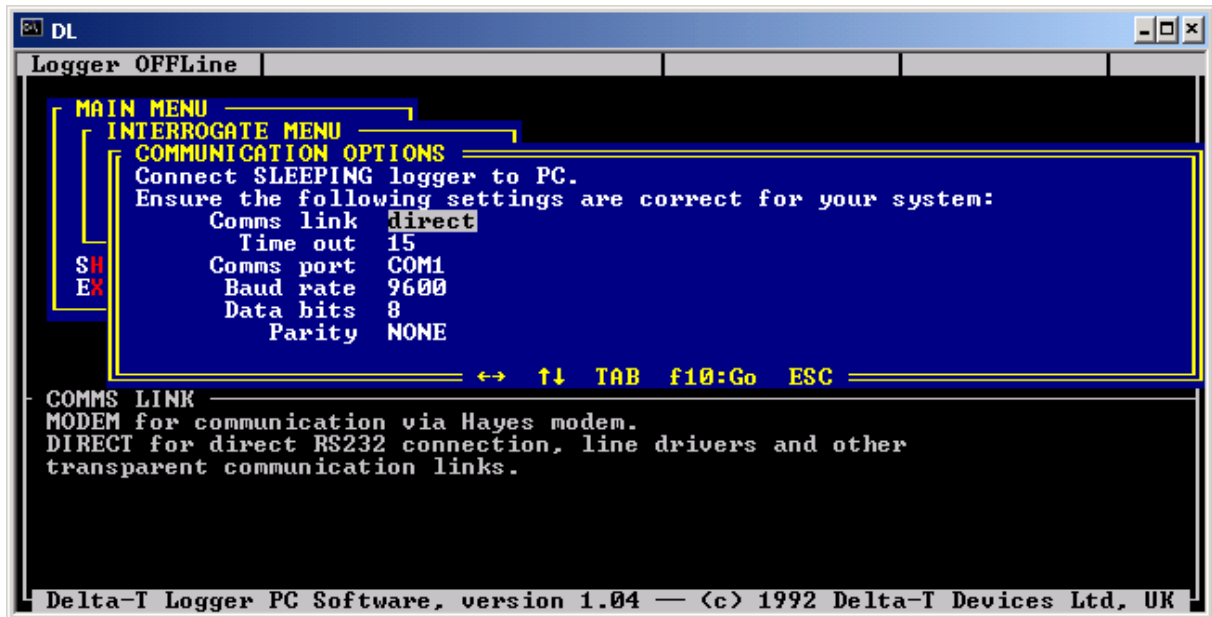 DL
Logger OFFLine
MAIN MENU
INTERROGATE MENU
COMMUNICATION OPTIONS
Connect SLEEPING logger to PC.
Ensure the following settings are correct for your system:
Comms link direct
Time out 15
SH Comms port COM1
EX Baud rate 9600
Data bits 8
Parity NONE
←→ ↑↓ TAB f10:Go ESC
COMMS LINK
MODEM for communication via Hayes modem.
DIRECT for direct RS232 connection, line drivers and other
transparent communication links.
Delta-T Logger PC Software, version 1.04 — (c) 1992 Delta-T Devices Ltd, UK